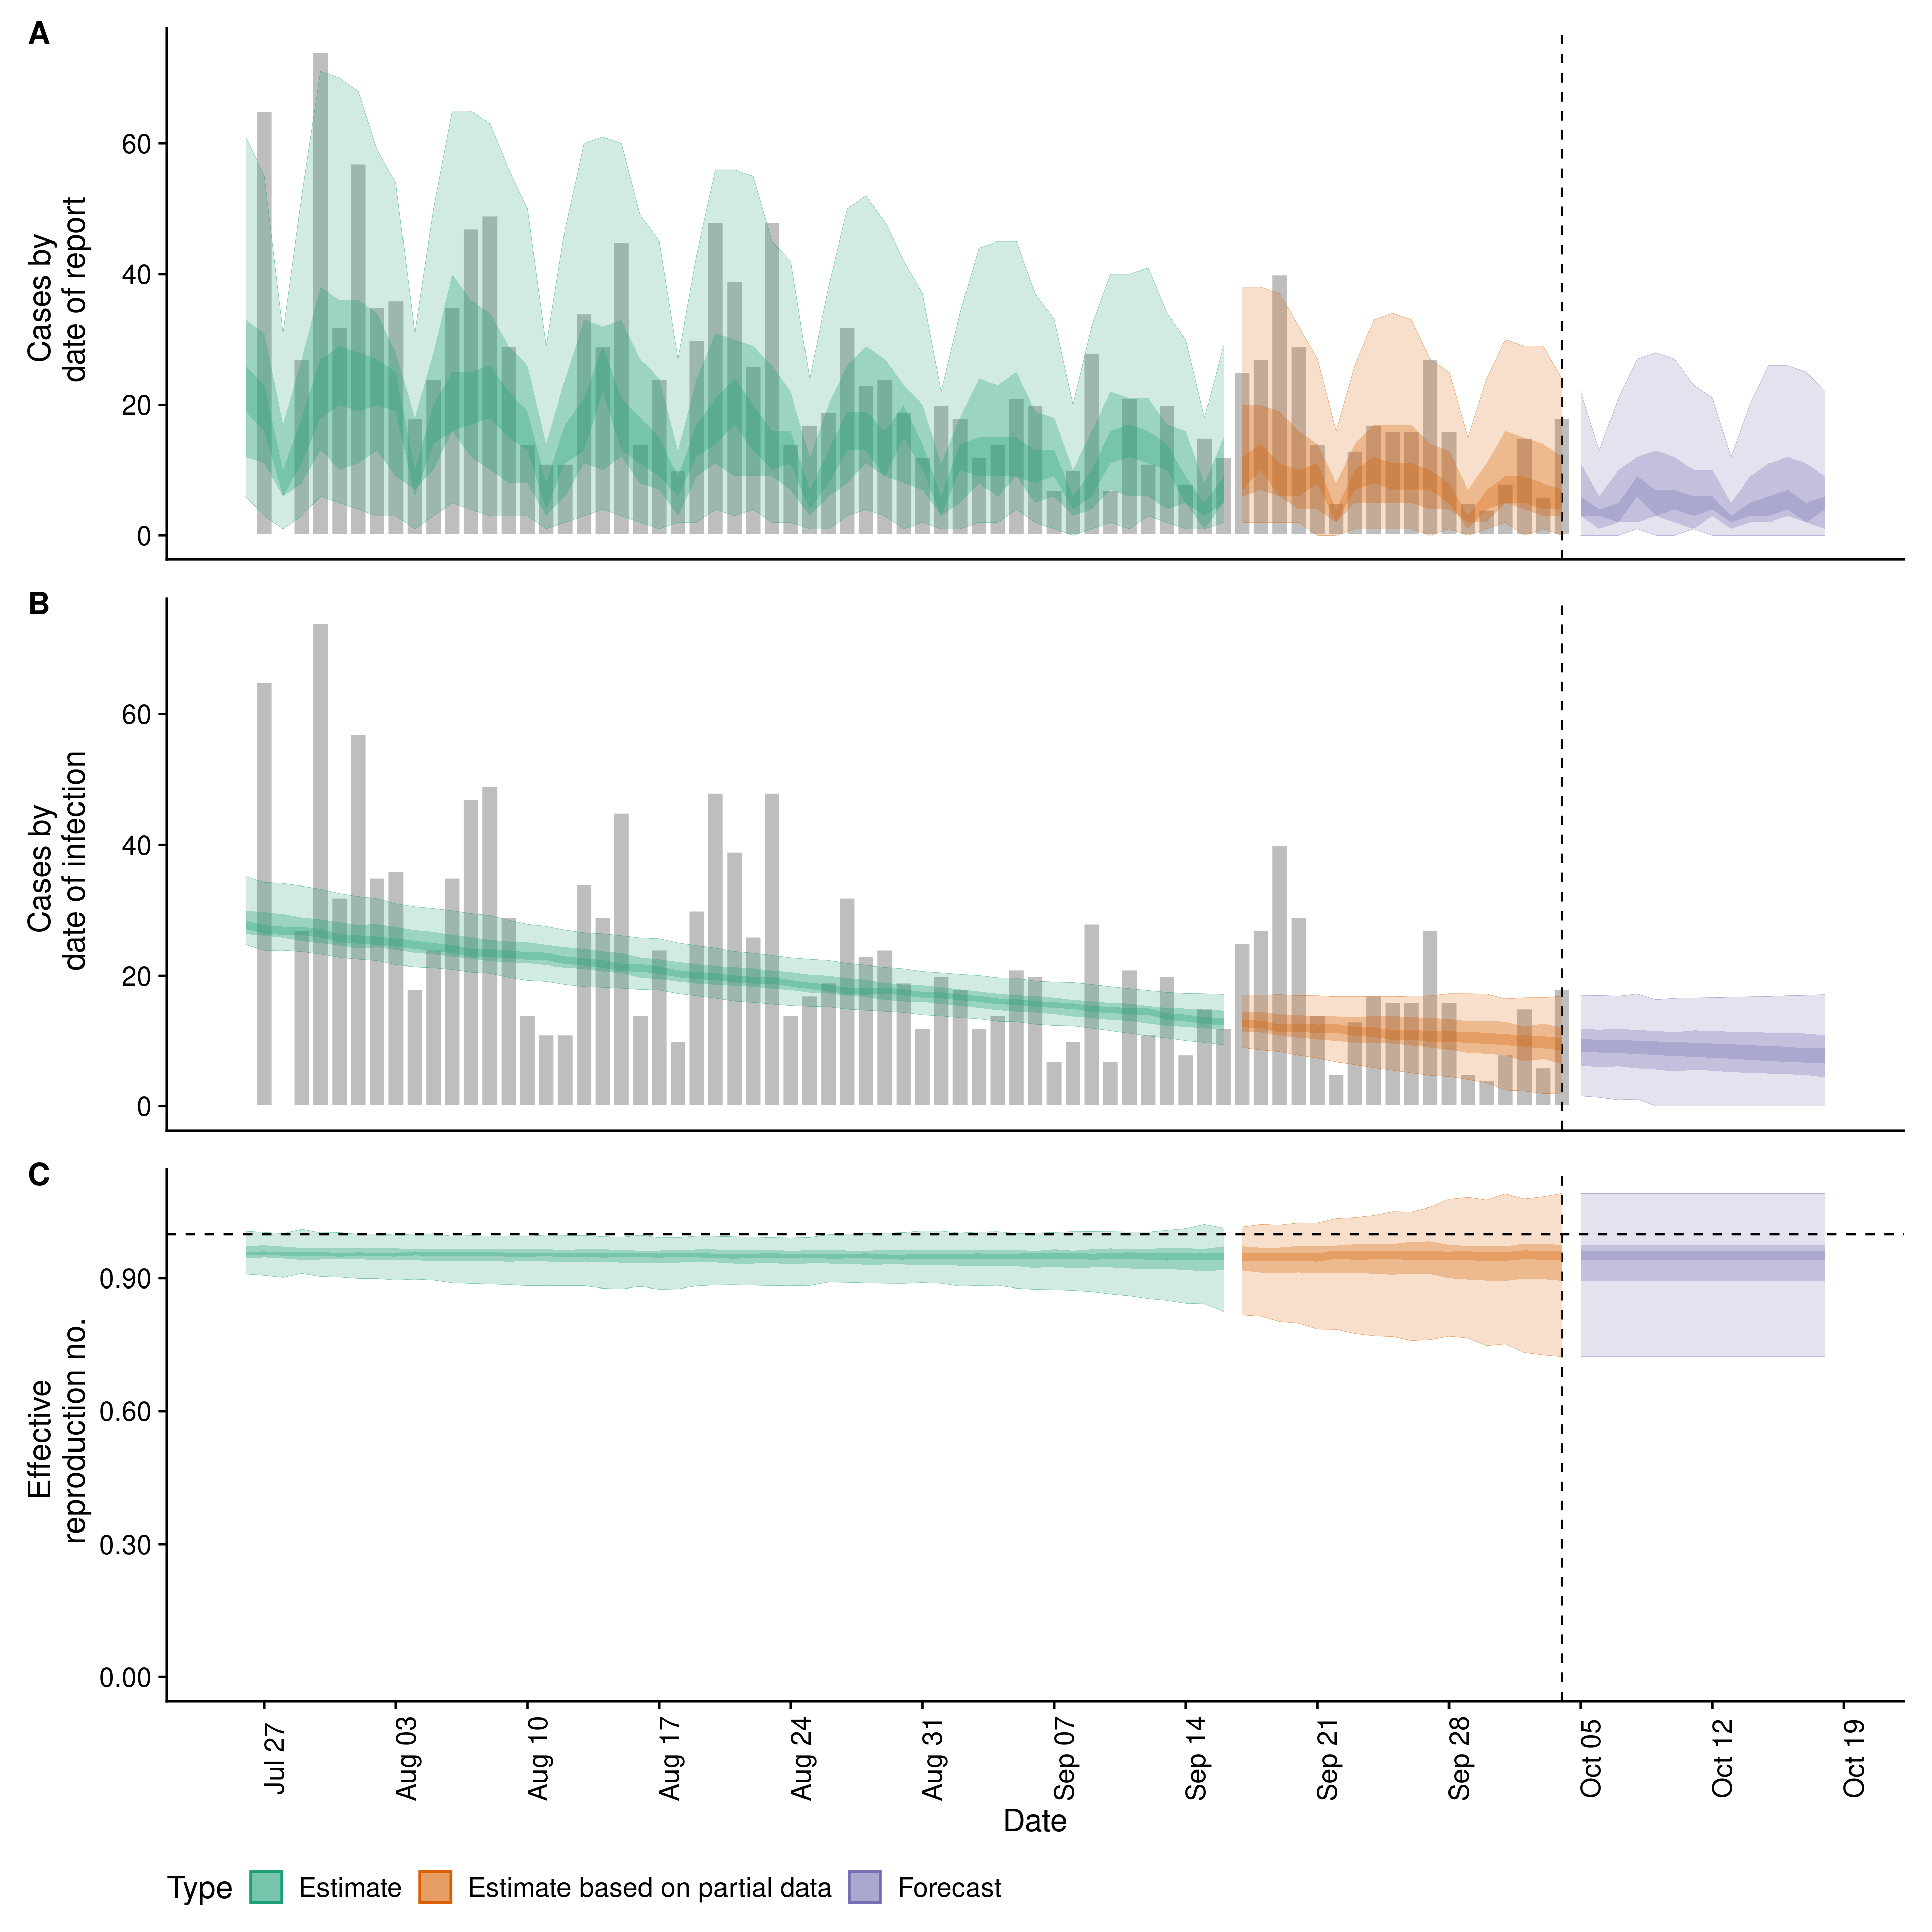 A
Cases by
date of report
60
40
20
0
B
Cases by
date of infection
60
40
20
0
C
Effective
reproduction no.
0.90
0.60
0.30
0.00
Jul 27
Aug 03
Aug 10
Aug 17
Aug 24
Aug 31
Sep 07
Sep 14
Sep 21
Sep 28
Oct 05
Oct 12
Oct 19
Date
Type Estimate Estimate based on partial data Forecast